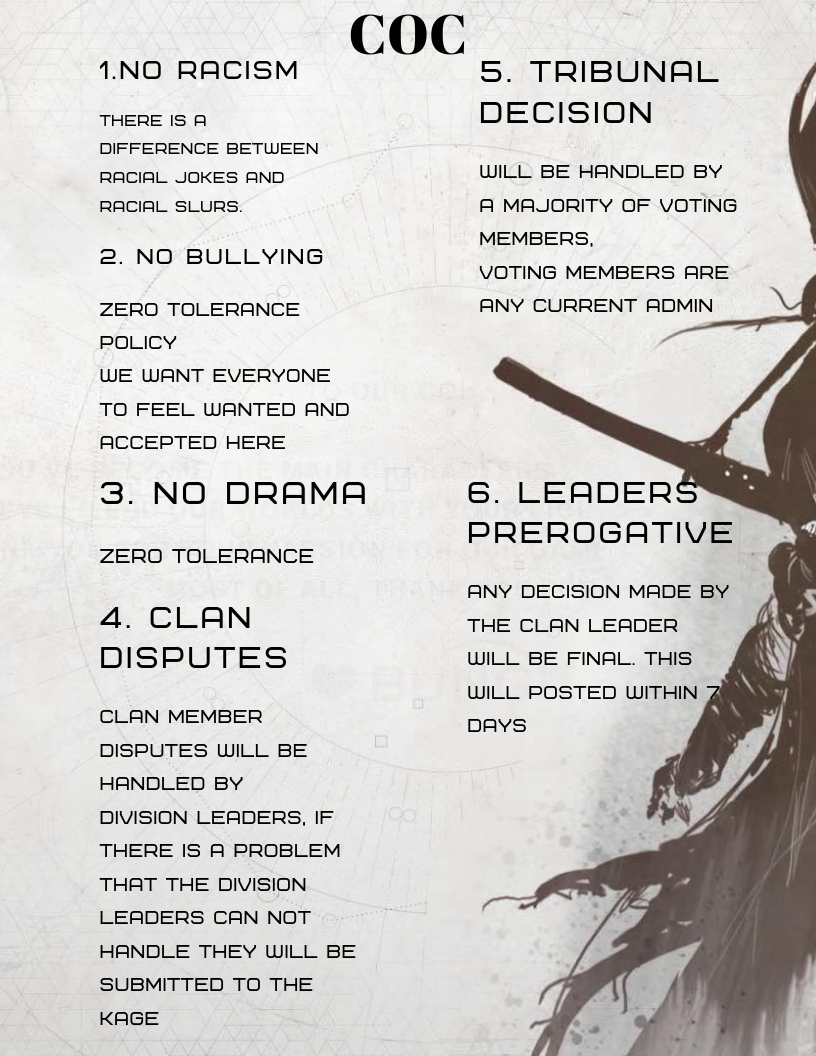 COC
1.NO RACISM
THERE IS A
DIFFERENCE BETWEEN
RACIAL JOKES AND
RACIAL SLURS.
2. NO BULLYING
ZERO TOLERANCE
POLICY
WE WANT EVERYONE
TO FEEL WANTED AND
ACCEPTED HERE
3. NO DRAMA
ZERO TOLERANCE
4. CLAN
DISPUTES
CLAN MEMBER
DISPUTES WILL BE
HANDLED BY
DIVISION LEADERS, IF
THERE IS A PROBLEM
THAT THE DIVISION
LEADERS CAN NOT
HANDLE THEY WILL BE
SUBMITTED TO THE
KAGE
5. TRIBUNAL
DECISION
WILL BE HANDLED BY
A MAJORITY OF VOTING
MEMBERS,
VOTING MEMBERS ARE
ANY CURRENT ADMIN
6. LEADERS
PREROGATIVE
ANY DECISION MADE BY
THE CLAN LEADER
WILL BE FINAL. THIS
WILL POSTED WITHIN 7
DAYS